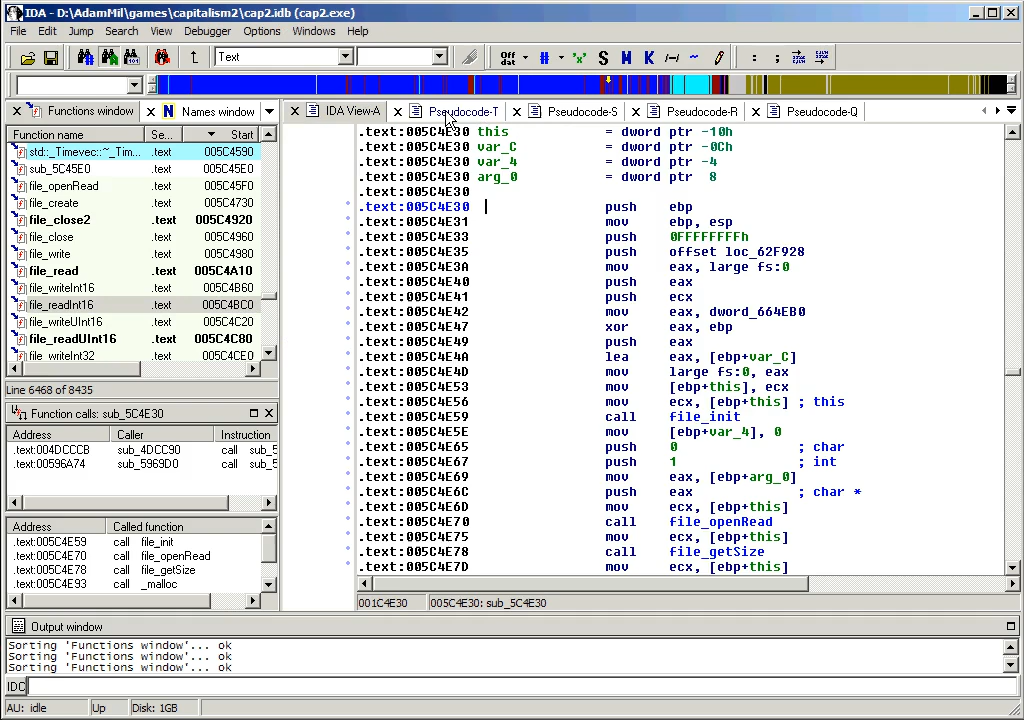 IDA - D:\AdamMil\games\capitalism2\cap2.idb (cap2.exe)
File Edit Jump Search View Debugger Options Windows Help
Text
Off dat # 'x' S M K : ;
Functions window Names window IDA View-A Pseudocode-T Pseudocode-S Pseudocode-R Pseudocode-Q
Function name Se... Start
std::_Timevec::~_Tim... .text 005C4590
sub_5C45E0 .text 005C45E0
file_openRead .text 005C45F0
file_create .text 005C4730
file_close2 .text 005C4920
file_close .text 005C4960
file_write .text 005C4980
file_read .text 005C4A10
file_writeInt16 .text 005C4B60
file_readInt16 .text 005C4BC0
file_writeUInt16 .text 005C4C20
file_readUInt16 .text 005C4C80
file_writeInt32 .text 005C4CE0
Line 6468 of 8435
Function calls: sub_5C4E30
Address Caller Instruction
.text:004DCCCB sub_4DCC90 call sub_5
.text:00596A74 sub_5969D0 call sub_5
Address Called function
.text:005C4E59 call file_init
.text:005C4E70 call file_openRead
.text:005C4E78 call file_getSize
.text:005C4E93 call _malloc
.text:005C4E30 this = dword ptr -10h
.text:005C4E30 var_C = dword ptr -0Ch
.text:005C4E30 var_4 = dword ptr -4
.text:005C4E30 arg_0 = dword ptr 8
.text:005C4E30
.text:005C4E30 push ebp
.text:005C4E31 mov ebp, esp
.text:005C4E33 push 0FFFFFFFFh
.text:005C4E35 push offset loc_62F928
.text:005C4E3A mov eax, large fs:0
.text:005C4E40 push eax
.text:005C4E41 push ecx
.text:005C4E42 mov eax, dword_664EB0
.text:005C4E47 xor eax, ebp
.text:005C4E49 push eax
.text:005C4E4A lea eax, [ebp+var_C]
.text:005C4E4D mov large fs:0, eax
.text:005C4E53 mov [ebp+this], ecx
.text:005C4E56 mov ecx, [ebp+this] ; this
.text:005C4E59 call file_init
.text:005C4E5E mov [ebp+var_4], 0
.text:005C4E65 push 0 ; char
.text:005C4E67 push 1 ; int
.text:005C4E69 mov eax, [ebp+arg_0]
.text:005C4E6C push eax ; char *
.text:005C4E6D mov ecx, [ebp+this]
.text:005C4E70 call file_openRead
.text:005C4E75 mov ecx, [ebp+this]
.text:005C4E78 call file_getSize
.text:005C4E7D mov ecx, [ebp+this]
001C4E30 005C4E30: sub_5C4E30
Output window
Sorting 'Functions window'... ok
Sorting 'Functions window'... ok
Sorting 'Functions window'... ok
IDC
AU: idle Up Disk: 1GB